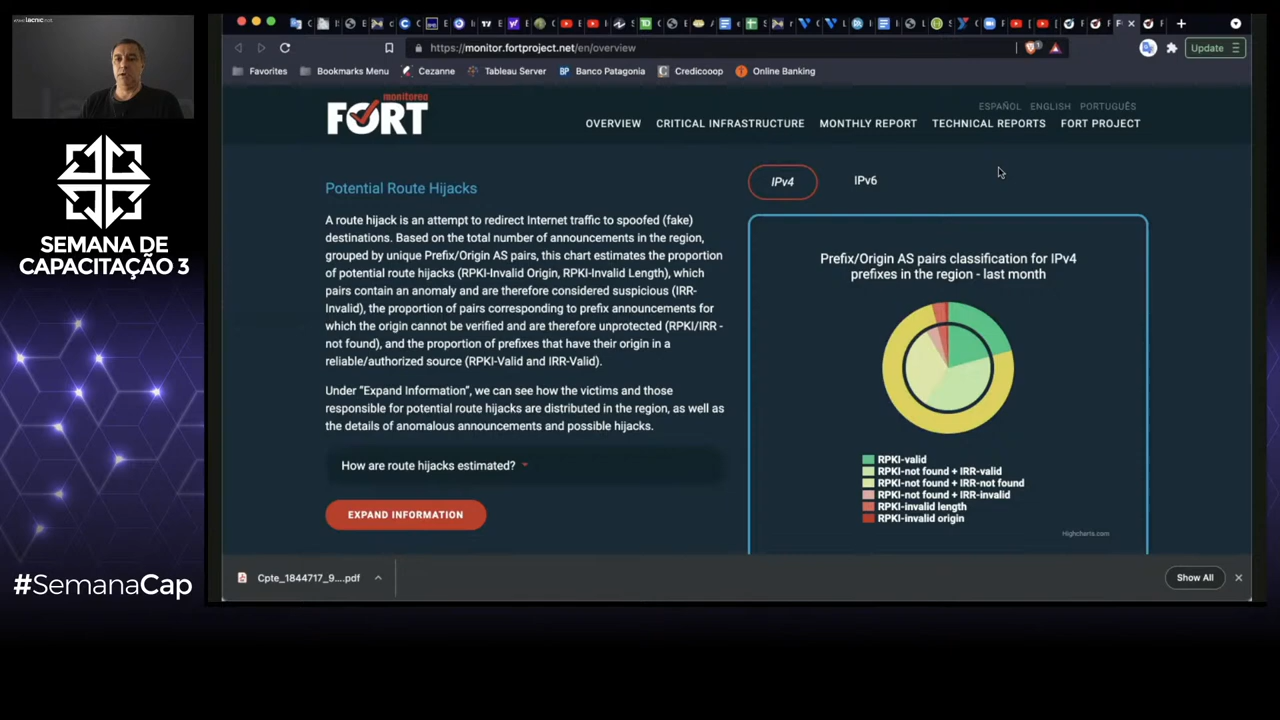 SEMANA DE
CAPACITAÇÃO 3
#SemanaCap
https://monitor.fortproject.net/en/overview
Update
Favorites
Bookmarks Menu
Cezanne
Tableau Server
BP Banco Patagonia
Credicooop
Online Banking
monitoreo
FORT
ESPAÑOL ENGLISH PORTUGUÊS
OVERVIEW CRITICAL INFRASTRUCTURE MONTHLY REPORT TECHNICAL REPORTS FORT PROJECT
Potential Route Hijacks
A route hijack is an attempt to redirect Internet traffic to spoofed (fake)
destinations. Based on the total number of announcements in the region,
grouped by unique Prefix/Origin AS pairs, this chart estimates the proportion
of potential route hijacks (RPKI-Invalid Origin, RPKI-Invalid Length), which
pairs contain an anomaly and are therefore considered suspicious (IRR-
Invalid), the proportion of pairs corresponding to prefix announcements for
which the origin cannot be verified and are therefore unprotected (RPKI/IRR -
not found), and the proportion of prefixes that have their origin in a
reliable/authorized source (RPKI-Valid and IRR-Valid).
Under "Expand Information", we can see how the victims and those
responsible for potential route hijacks are distributed in the region, as well as
the details of anomalous announcements and possible hijacks.
How are route hijacks estimated?
EXPAND INFORMATION
IPv4
IPv6
Prefix/Origin AS pairs classification for IPv4
prefixes in the region - last month
RPKI-valid
RPKI-not found + IRR-valid
RPKI-not found + IRR-not found
RPKI-not found + IRR-invalid
RPKI-invalid length
RPKI-invalid origin
Highcharts.com
Cpte_1844717_9....pdf
Show All